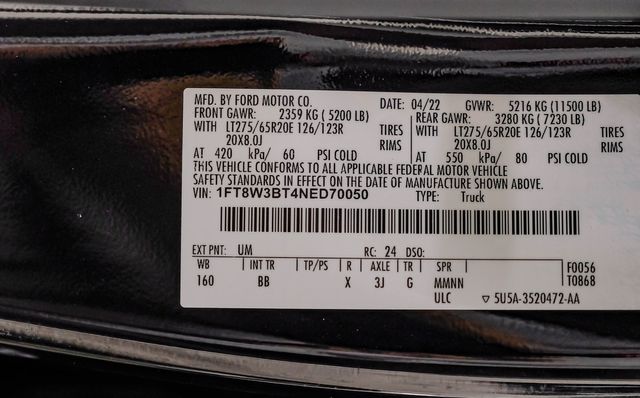 MFD. BY FORD MOTOR CO. DATE: 04/22 GVWR: 5216 KG (11500 LB)
FRONT GAWR: 2359 KG ( 5200 LB) REAR GAWR: 3280 KG ( 7230 LB)
WITH LT275/65R20E 126/123R TIRES WITH LT275/65R20E 126/123R TIRES
20X8.0J RIMS 20X8.0J RIMS
AT 420 kPa/ 60 PSI COLD AT 550 kPa/ 80 PSI COLD
THIS VEHICLE CONFORMS TO ALL APPLICABLE FEDERAL MOTOR VEHICLE
SAFETY STANDARDS IN EFFECT ON THE DATE OF MANUFACTURE SHOWN ABOVE.
VIN: 1FT8W3BT4NED70050 TYPE: Truck
EXT PNT: UM RC: 24 DSO:
WB INT TR TP/PS R AXLE TR SPR F0056
160 BB X 3J G MMNN T0868
ULC ▽ 5U5A-3520472-AA